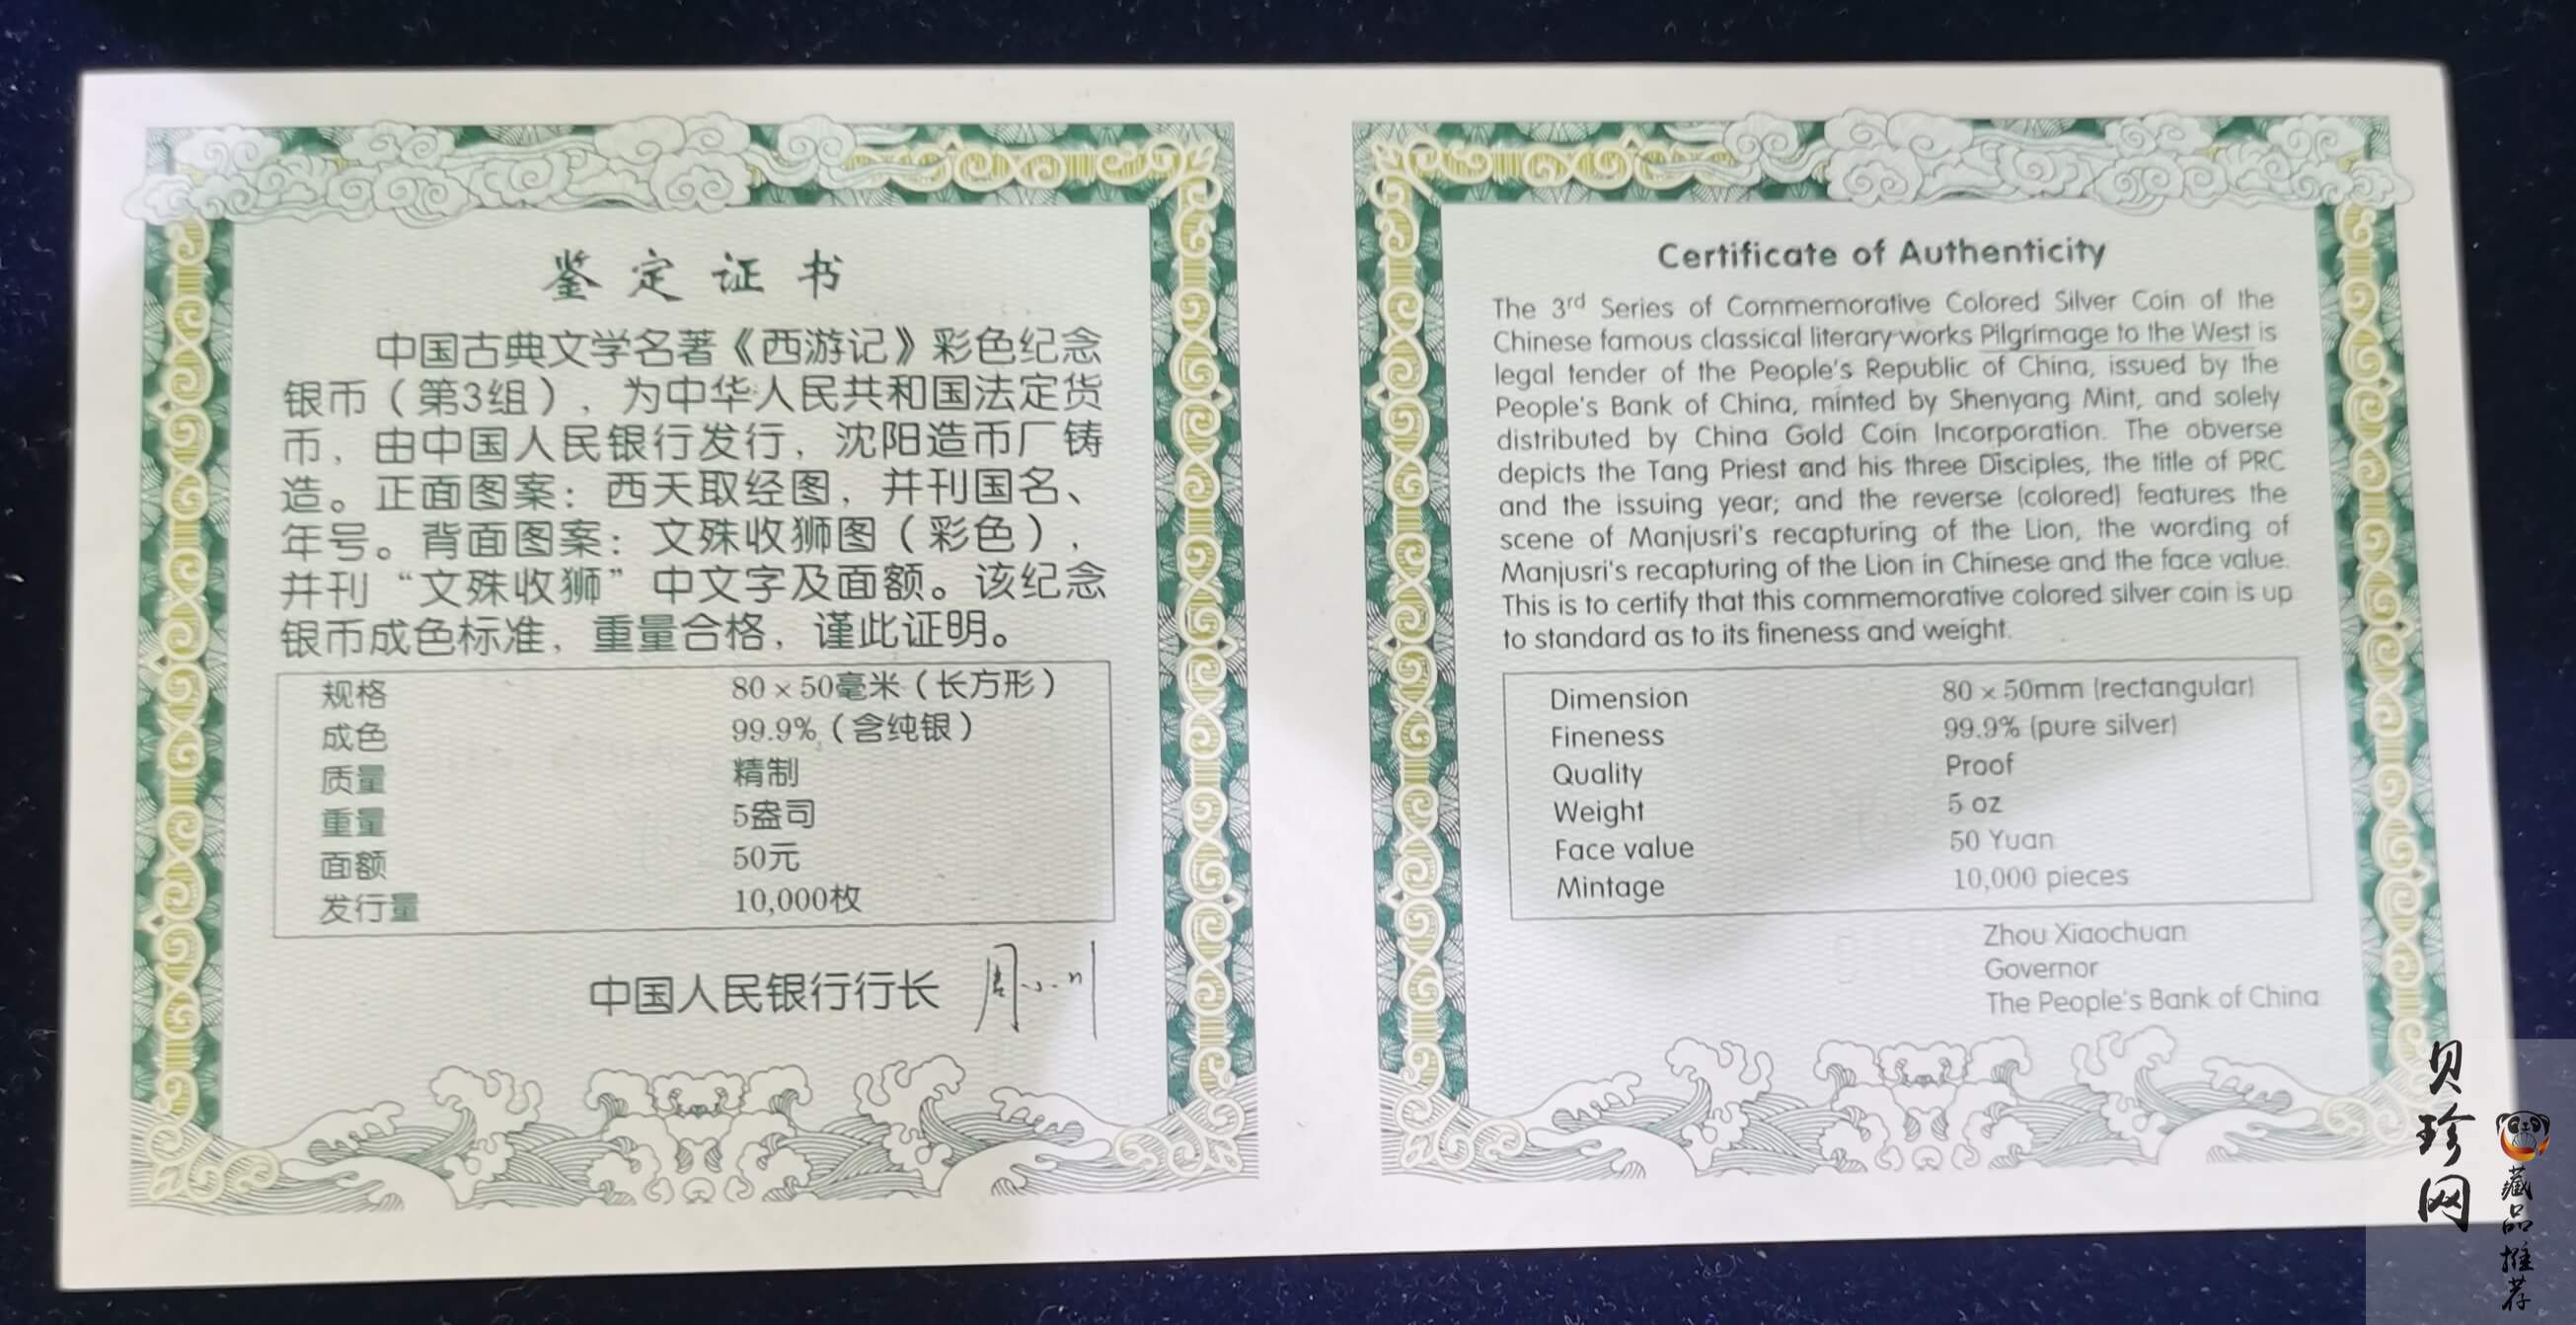 鉴定证书
中国古典文学名著《西游记》彩色纪念
银币（第3组），为中华人民共和国法定货
币，由中国人民银行发行，沈阳造币厂铸
造。正面图案：西天取经图，并刊国名、
年号。背面图案：文殊收狮图（彩色），
并刊“文殊收狮”中文字及面额。该纪念
银币成色标准，重量合格，谨此证明。
规格 80×50毫米（长方形）
成色 99.9%（含纯银）
质量 精制
重量 5盎司
面额 50元
发行量 10,000枚
中国人民银行行长 周小川
Certificate of Authenticity
The 3rd Series of Commemorative Colored Silver Coin of the
Chinese famous classical literary works Pilgrimage to the West is
legal tender of the People's Republic of China, issued by the
People's Bank of China, minted by Shenyang Mint, and solely
distributed by China Gold Coin Incorporation. The obverse
depicts the Tang Priest and his three Disciples, the title of PRC
and the issuing year; and the reverse (colored) features the
scene of Manjusri's recapturing of the Lion, the wording of
Manjusri's recapturing of the Lion in Chinese and the face value.
This is to certify that this commemorative colored silver coin is up
to standard as to its fineness and weight.
Dimension 80×50mm (rectangular)
Fineness 99.9% (pure silver)
Quality Proof
Weight 5 oz
Face value 50 Yuan
Mintage 10,000 pieces
Zhou Xiaochuan
Governor
The People's Bank of China
贝珍网
藏品推荐